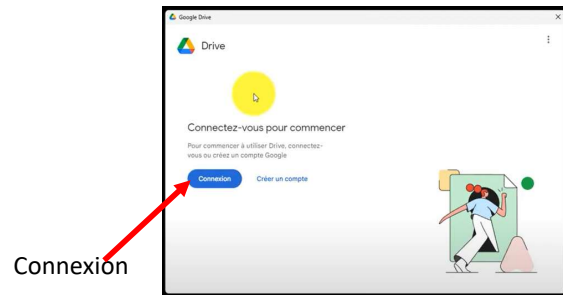 Google Drive
Drive
Connectez-vous pour commencer
Pour commencer à utiliser Drive, connectez-
vous ou créez un compte Google
Connexion
Créer un compte
Connexion